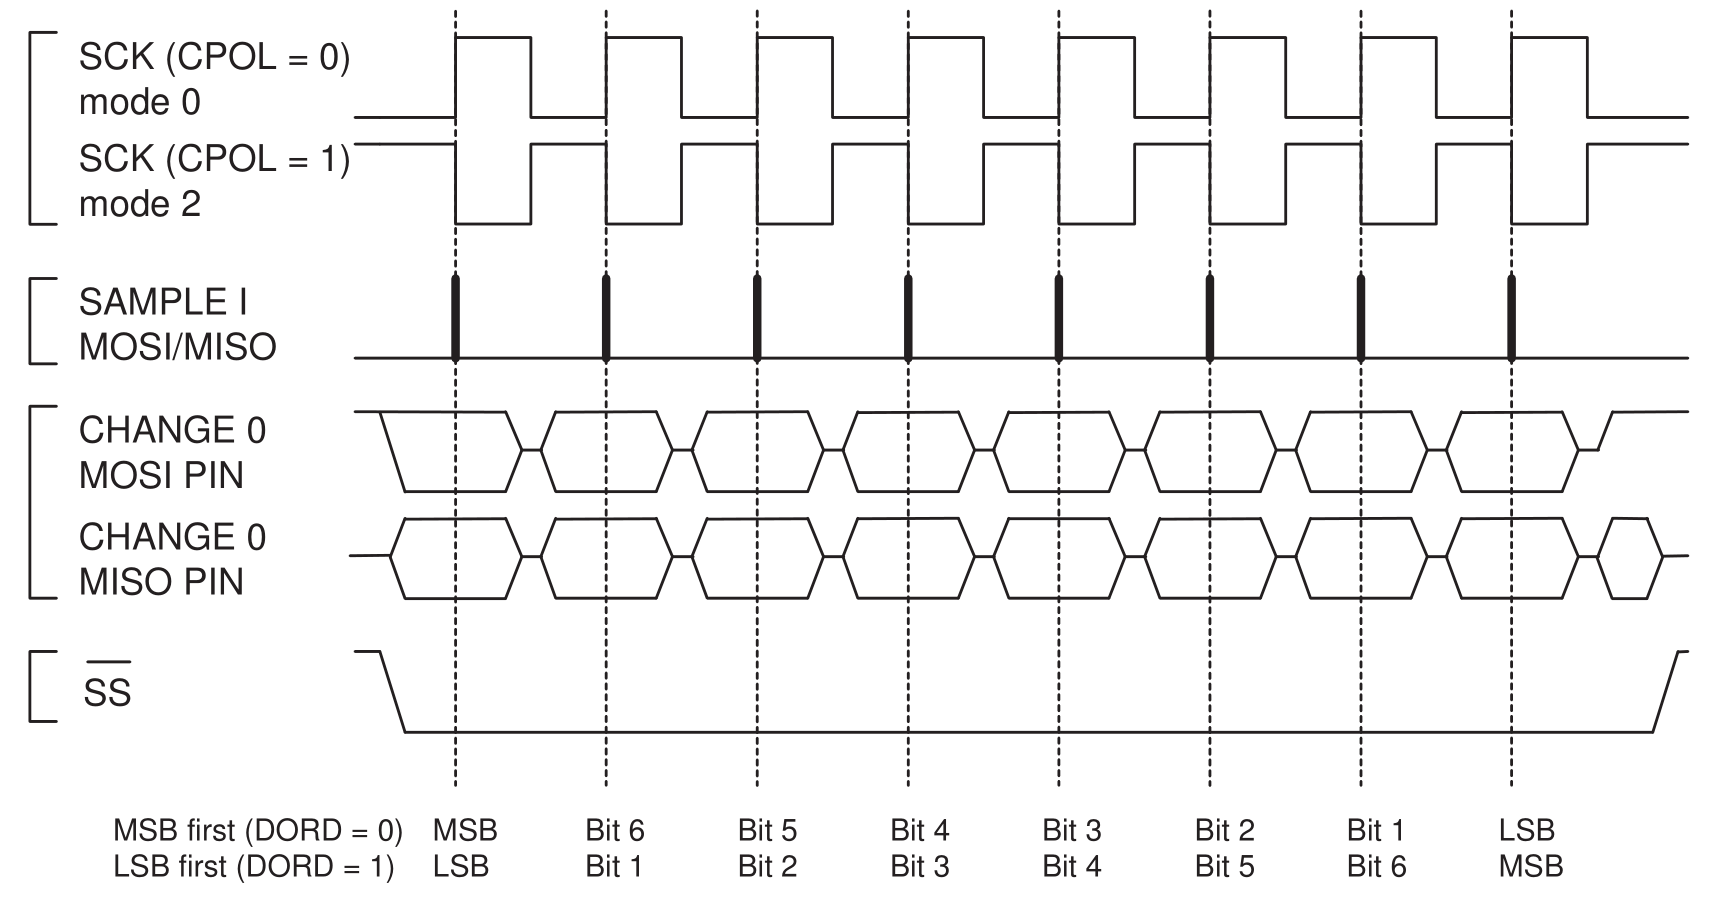 SCK (CPOL = 0)
mode 0
SCK (CPOL = 1)
mode 2
SAMPLE I
MOSI/MISO
CHANGE 0
MOSI PIN
CHANGE 0
MISO PIN
SS
MSB first (DORD = 0) MSB Bit 6 Bit 5 Bit 4 Bit 3 Bit 2 Bit 1 LSB
LSB first (DORD = 1) LSB Bit 1 Bit 2 Bit 3 Bit 4 Bit 5 Bit 6 MSB